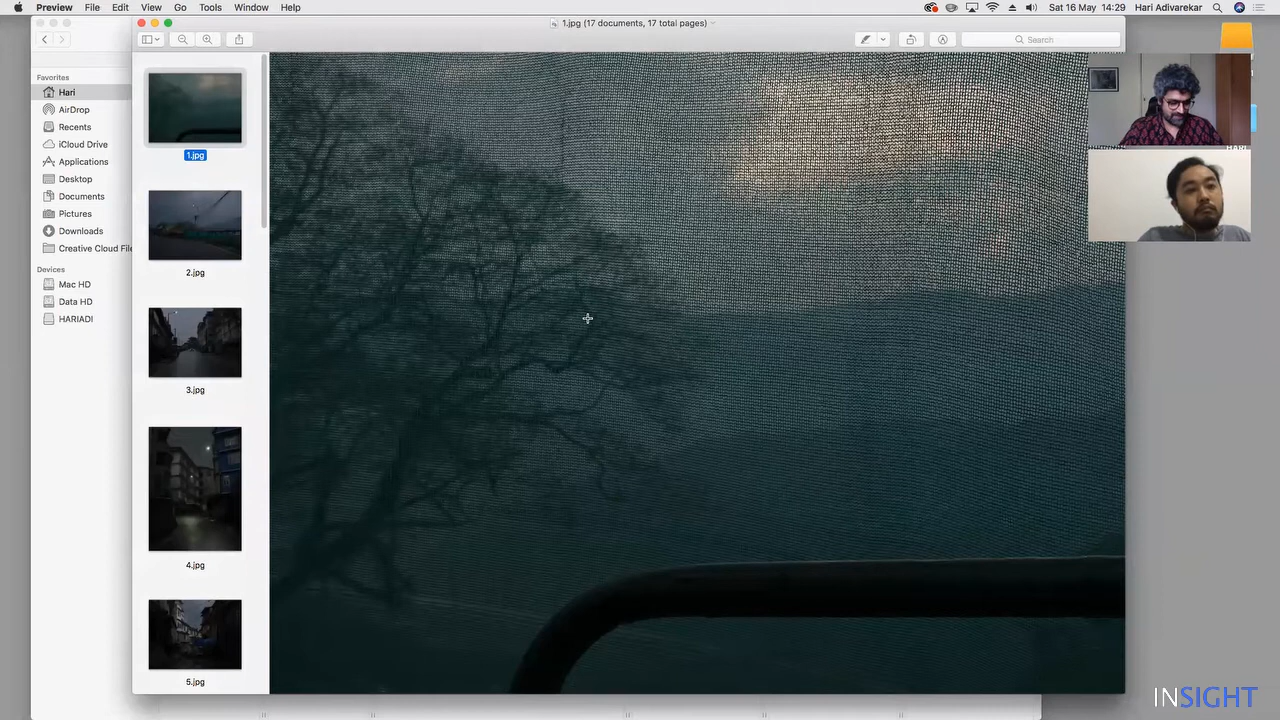 Preview File Edit View Go Tools Window Help Sat 16 May 14:29 Hari Adivarekar
1.jpg (17 documents, 17 total pages)
Search
Favorites
Hari
AirDrop
Recents
iCloud Drive
Applications
Desktop
Documents
Pictures
Downloads
Creative Cloud File
Devices
Mac HD
Data HD
HARIADI
1.jpg
2.jpg
3.jpg
4.jpg
5.jpg
HARI
INSIGHT